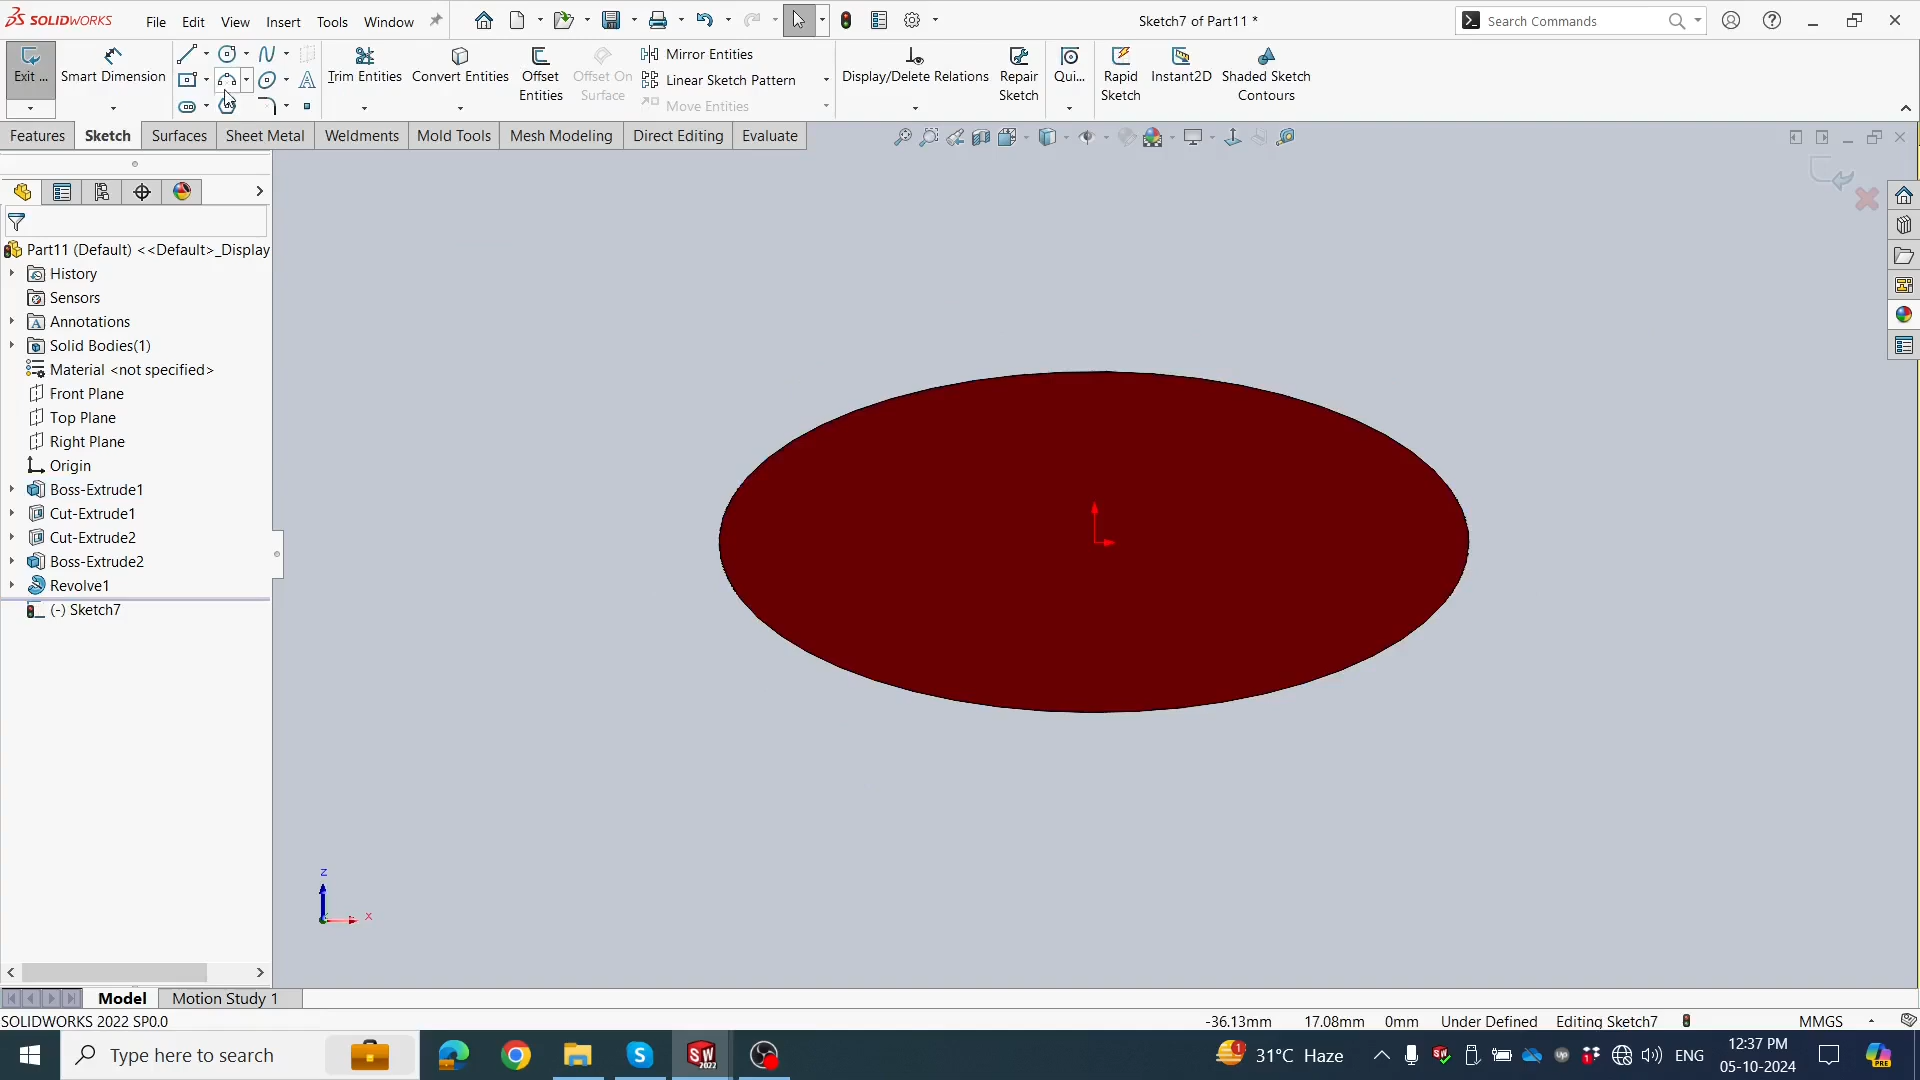 SOLIDWORKS File Edit View Insert Tools Window Sketch7 of Part11 * Search Commands
Exit ... Smart Dimension Trim Entities Convert Entities Offset Entities Offset On Surface Mirror Entities Linear Sketch Pattern Move Entities Display/Delete Relations Repair Sketch Qui... Rapid Sketch Instant2D Shaded Sketch Contours
Features Sketch Surfaces Sheet Metal Weldments Mold Tools Mesh Modeling Direct Editing Evaluate
Part11 (Default) <<Default>_Display
History
Sensors
Annotations
Solid Bodies(1)
Material <not specified>
Front Plane
Top Plane
Right Plane
Origin
Boss-Extrude1
Cut-Extrude1
Cut-Extrude2
Boss-Extrude2
Revolve1
(-) Sketch7
Z
X
Model Motion Study 1
SOLIDWORKS 2022 SP0.0 -36.13mm 17.08mm 0mm Under Defined Editing Sketch7 MMGS
Type here to search SW 2022 1 31°C Haze ENG 12:37 PM
05-10-2024 PRE